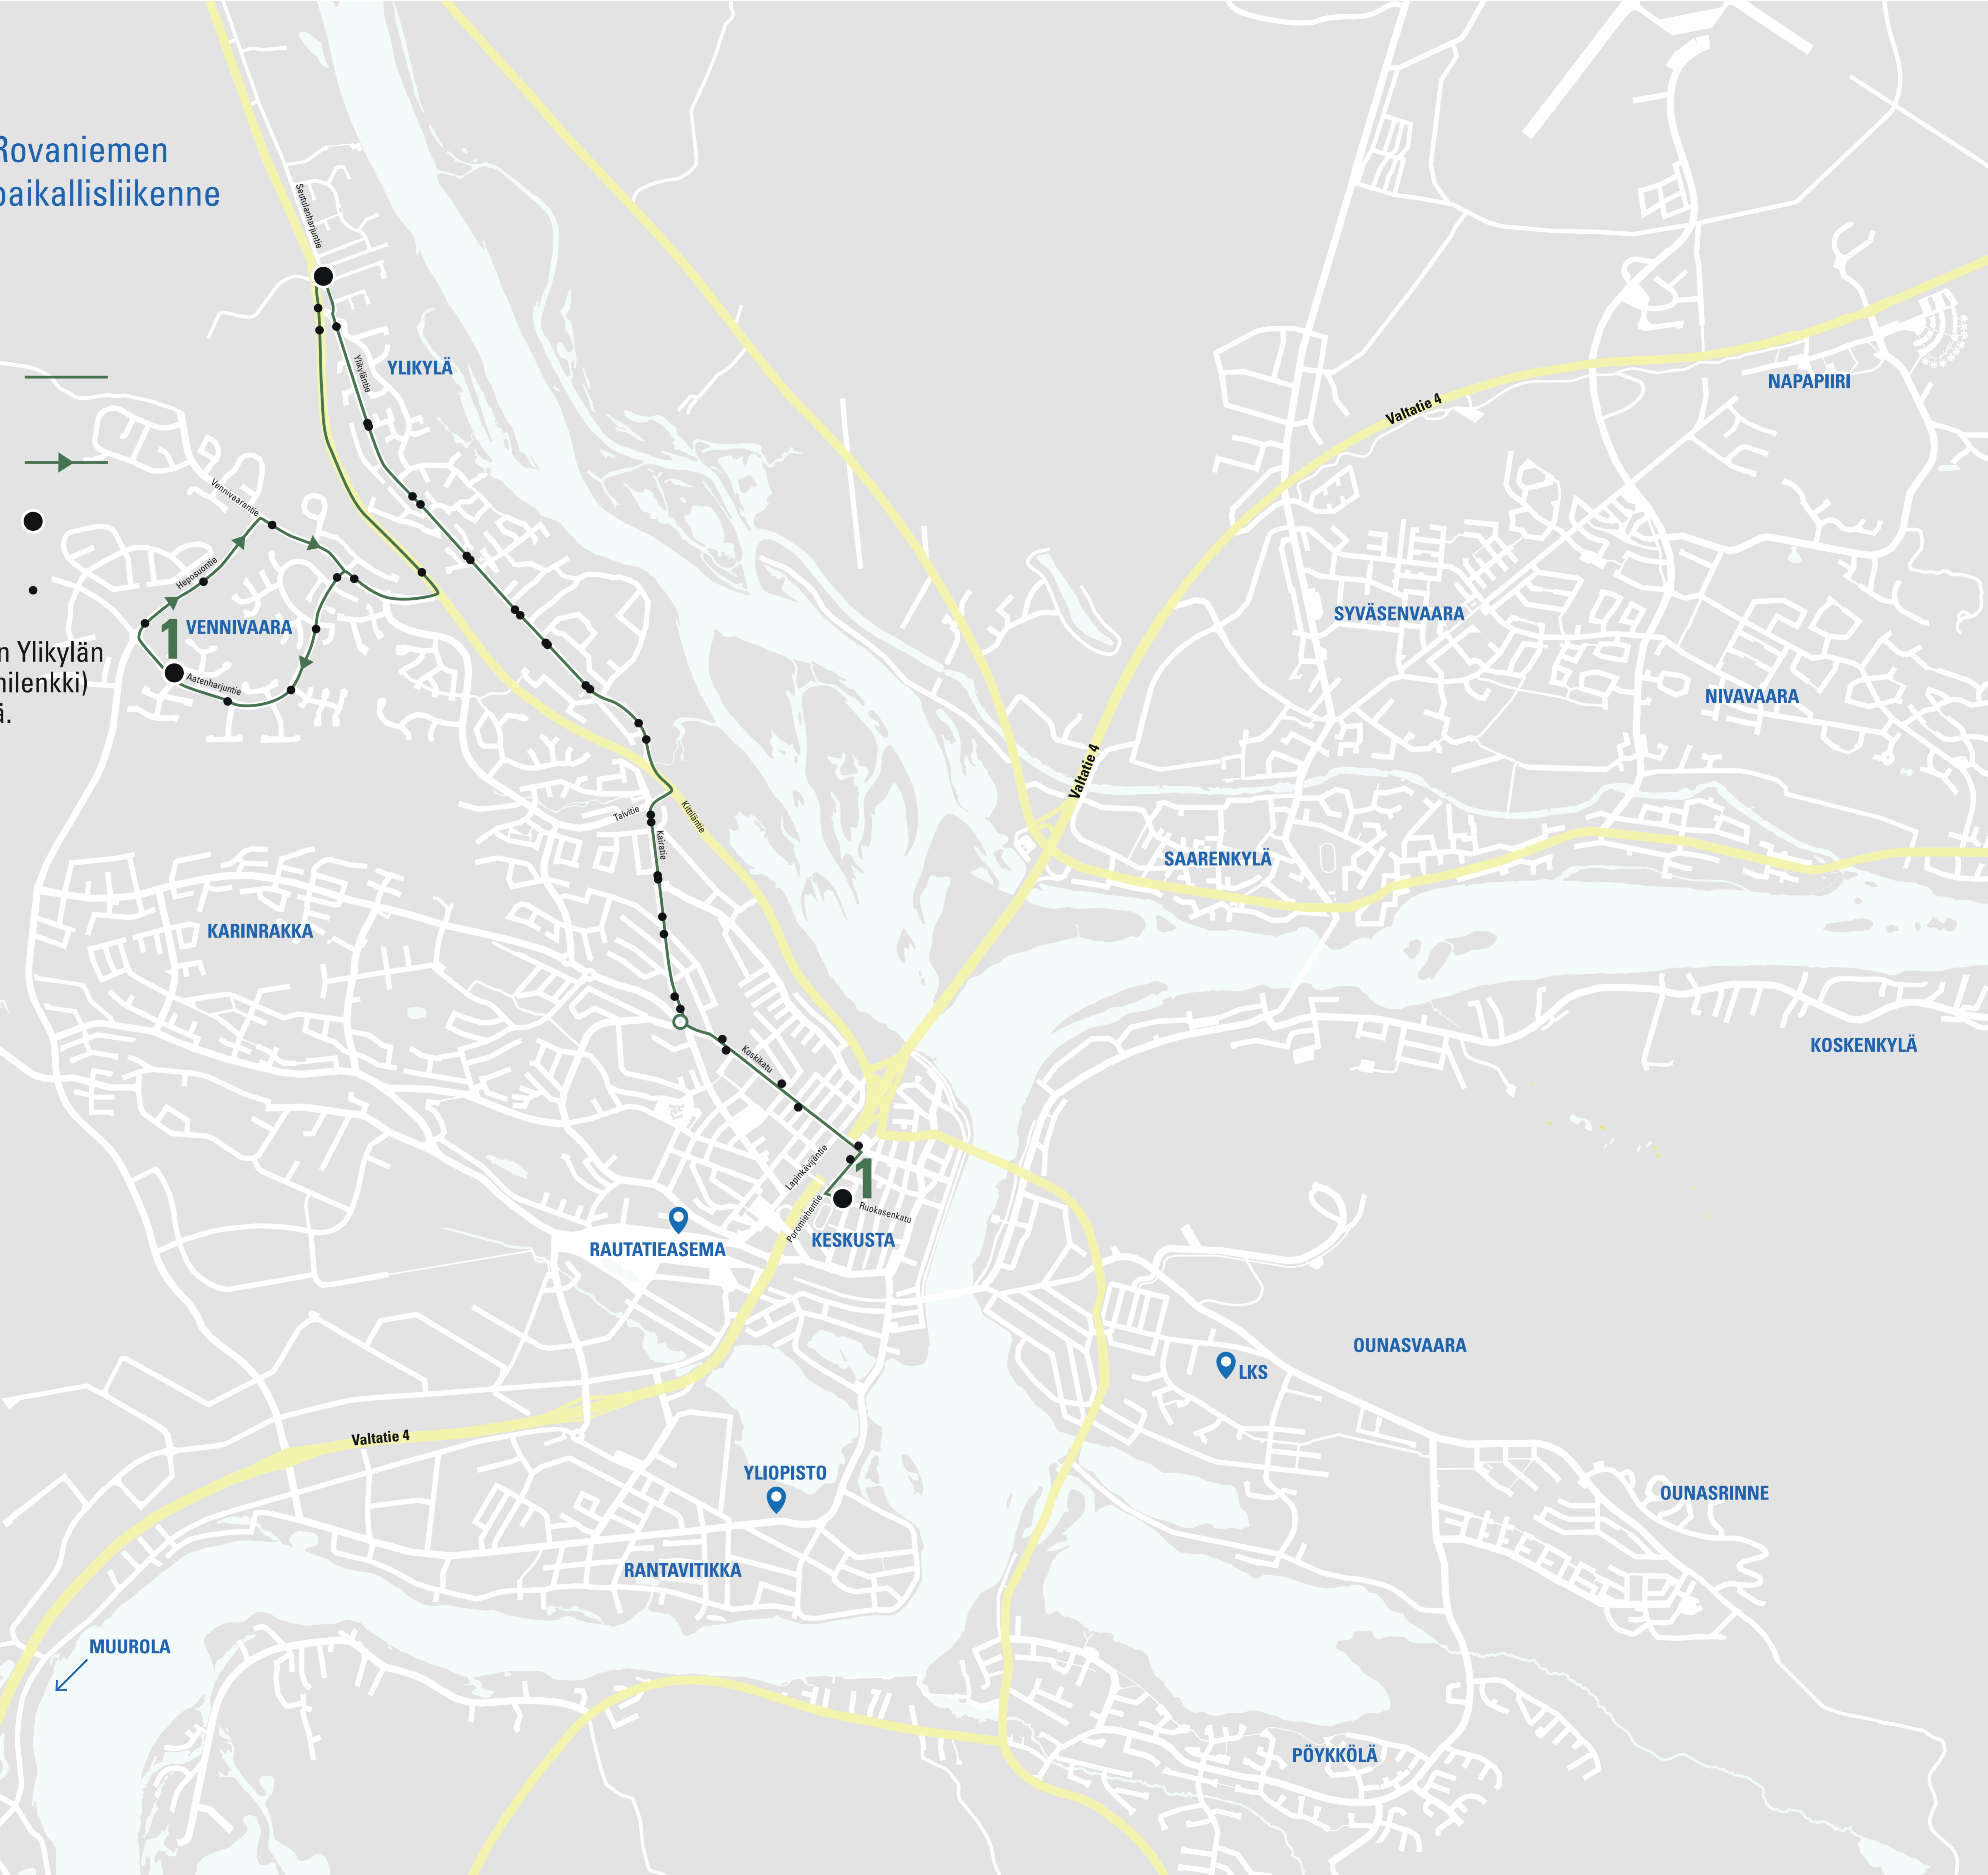 Rovaniemen
paikallisliikenne
Seutulanharjuntie
Ylikyläntie
YLIKYLÄ
NAPAPIIRI
Valtatie 4
Vennivaarantie
Heposuontie
VENNIVAARA
1
n Ylikylän
nilenkki)
ä.
Aatenharjuntie
SYVÄSENVAARA
NIVAVAARA
Valtatie 4
Talvitie
Kittiläntie
Kairatie
SAARENKYLÄ
KARINRAKKA
KOSKENKYLÄ
Koskikatu
Lapinkävijäntie
1
Poromiehentie
Ruokasenkatu
KESKUSTA
RAUTATIEASEMA
OUNASVAARA
LKS
Valtatie 4
YLIOPISTO
OUNASRINNE
RANTAVITIKKA
MUUROLA
PÖYKKÖLÄ